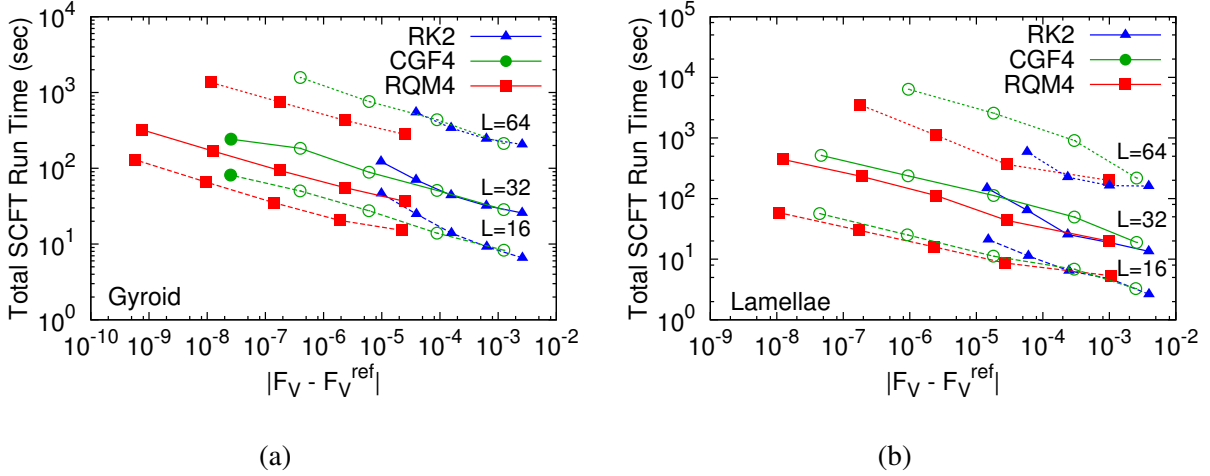 Total SCFT Run Time (sec)
10^3
10^2
10^1
10^0
RK2
CGF4
RQM4
L=64
L=32
L=16
Gyroid
10^-10 10^-9 10^-8 10^-7 10^-6 10^-5 10^-4 10^-3 10^-2
|F_V - F_V^ref|
(a)
Total SCFT Run Time (sec)
10^5
10^4
10^3
10^2
10^1
10^0
RK2
CGF4
RQM4
L=64
L=32
L=16
Lamellae
10^-8 10^-7 10^-6 10^-5 10^-4 10^-3 10^-2
|F_V - F_V^ref|
(b)